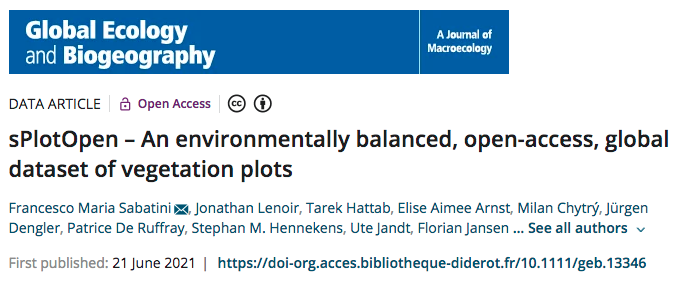 Global Ecology
and Biogeography
A Journal of
Macroecology
DATA ARTICLE
Open Access
sPlotOpen – An environmentally balanced, open-access, global
dataset of vegetation plots
Francesco Maria Sabatini, Jonathan Lenoir, Tarek Hattab, Elise Aimee Arnst, Milan Chytrý, Jürgen
Dengler, Patrice De Ruffray, Stephan M. Hennekens, Ute Jandt, Florian Jansen ... See all authors
First published: 21 June 2021 | https://doi-org.acces.bibliotheque-diderot.fr/10.1111/geb.13346